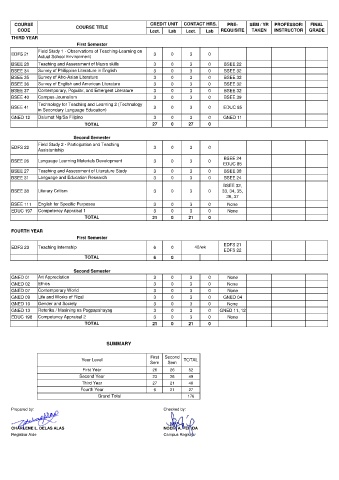 COURSE CODE COURSE TITLE CREDIT UNIT CONTACT HRS. PRE-REQUISITE SEM / YR TAKEN PROFESSOR/ INSTRUCTOR FINAL GRADE
Lect. Lab Lect. Lab
THIRD YEAR
First Semester
EDFS 21 Field Study 1 - Observations of Teaching-Learning on Actual School Environment 3 0 3 0
BSEE 23 Teaching and Assessment of Macro skills 3 0 3 0 BSEE 22
BSEE 34 Survey of Philippine Literature in English 3 0 3 0 BSEE 32
BSEE 35 Survey of Afro-Asian Literature 3 0 3 0 BSEE 32
BSEE 36 Survey of English and American Literature 3 0 3 0 BSEE 32
BSEE 37 Contemporary, Popular, and Emergent Literature 3 0 3 0 BSEE 32
BSEE 40 Campus Journalism 3 0 3 0 BSEE 29
BSEE 41 Technology for Teaching and Learning 2 (Technology in Secondary Language Education) 3 0 3 0 EDUC 85
GNED 12 Dalumat Ng/Sa Filipino 3 0 3 0 GNED 11
TOTAL 27 0 27 0
Second Semester
EDFS 22 Field Study 2 - Participation and Teaching Assistantship 3 0 3 0
BSEE 26 Language Learning Materials Development 3 0 3 0 BSEE 24 EDUC 85
BSEE 27 Teaching and Assessment of Literature Study 3 0 3 0
BSEE 31 Language and Education Research 3 0 3 0 BSEE 24
BSEE 38 Literary Criticism 3 0 3 0 BSEE 32, 33, 34, 35, 36, 37
BSEE 111 English for Specific Purposes 3 0 3 0 None
EDUC 197 Competency Appraisal 1 3 0 3 0 None
TOTAL 21 0 21 0
FOURTH YEAR
First Semester
EDFS 23 Teaching Internship 6 0 EDFS 21 EDFS 22
TOTAL 6 0
Second Semester
GNED 01 Art Appreciation 3 0 3 0 None
GNED 02 Ethics 3 0 3 0 None
GNED 07 Contemporary World 3 0 3 0 None
GNED 09 Life and Works of Rizal 3 0 3 0 GNED 04
GNED 10 Gender and Society 3 0 3 0 None
Retorika / Masining na Pagpapahayag 3 0 3 0 GNED 11, 12
EDUC 198 Competency Appraisal 2 3 0 3 0 None
TOTAL 21 0 21 0
SUMMARY
Year Level First Sem Second Sem TOTAL
First Year 26 26 52
Second Year 23 26 49
Third Year 27 21 48
Fourth Year 6 21 27
Grand Total 176
Prepared by: Checked by:
CHARLENE L. DELAS ALAS
Registrar Aide Campus Registrar